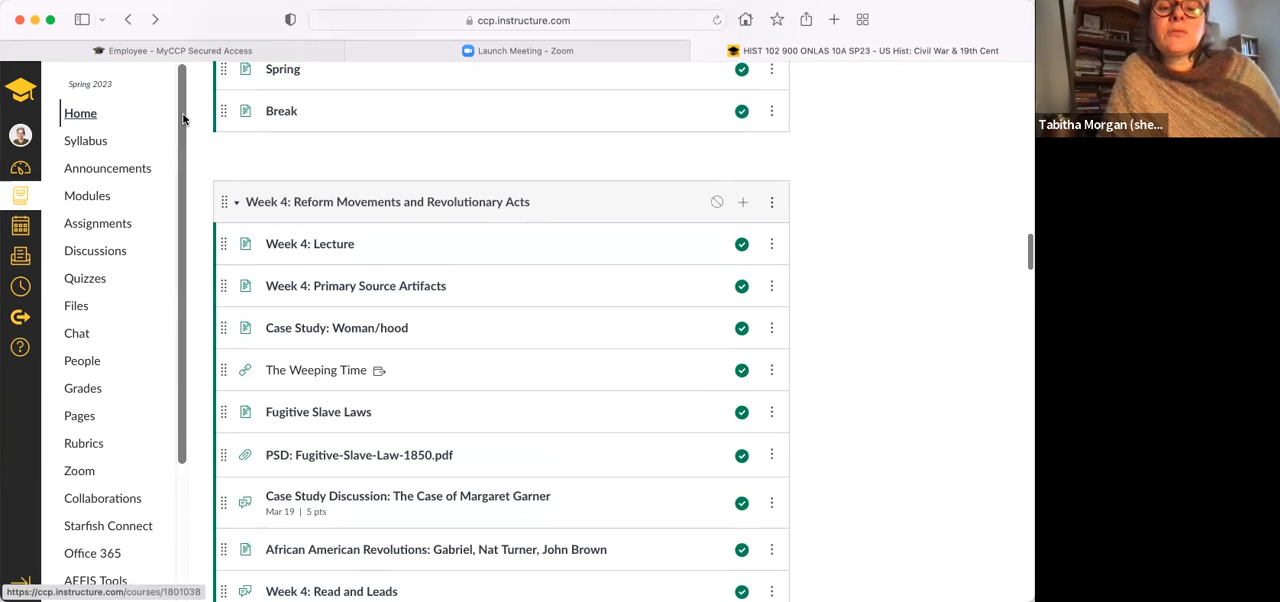 ccp.instructure.com
Employee - MyCCP Secured Access
Launch Meeting - Zoom
HIST 102 900 ONLAS 10A SP23 - US Hist: Civil War & 19th Cent
Spring 2023
Home
Syllabus
Announcements
Modules
Assignments
Discussions
Quizzes
Files
Chat
People
Grades
Pages
Rubrics
Zoom
Collaborations
Starfish Connect
Office 365
AEFIS Tools
https://ccp.instructure.com/courses/1801038
Spring
Break
Week 4: Reform Movements and Revolutionary Acts
Week 4: Lecture
Week 4: Primary Source Artifacts
Case Study: Woman/hood
The Weeping Time
Fugitive Slave Laws
PSD: Fugitive-Slave-Law-1850.pdf
Case Study Discussion: The Case of Margaret Garner
Mar 19 | 5 pts
African American Revolutions: Gabriel, Nat Turner, John Brown
Week 4: Read and Leads
Tabitha Morgan (she...